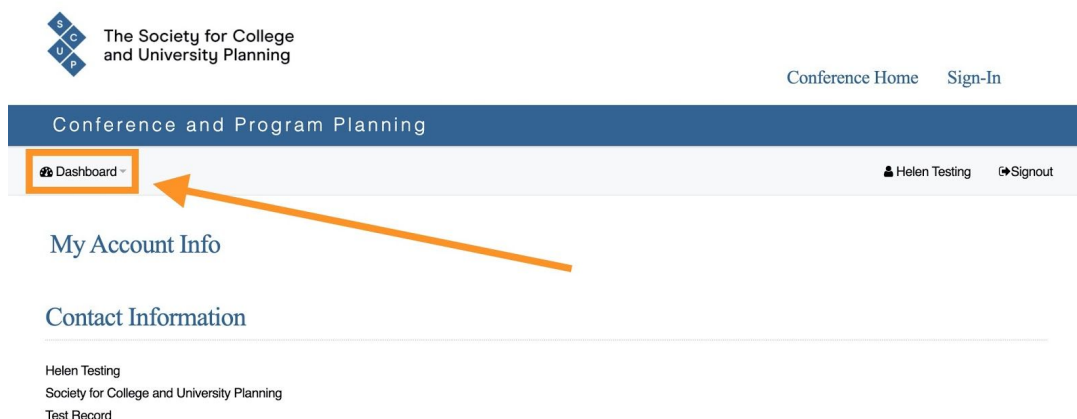 S
C
U
P
The Society for College
and University Planning
Conference Home Sign-In
Conference and Program Planning
Dashboard
Helen Testing Signout
My Account Info
Contact Information
Helen Testing
Society for College and University Planning
Test Record